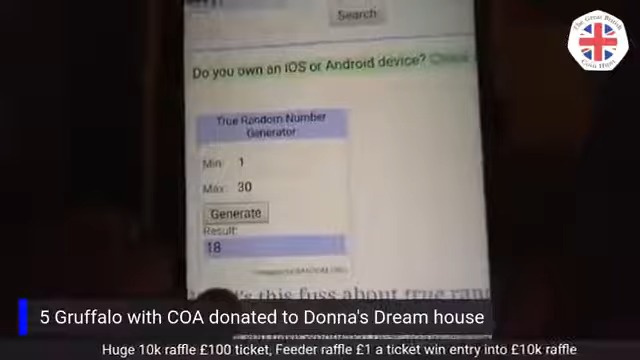 Search
The Great British
Coin Hunt
Do you own an iOS or Android device?
True Random Number
Generator
Min: 1
Max: 30
Generate
Result:
18
this fuss about true ran
5 Gruffalo with COA donated to Donna's Dream house
Huge 10k raffle £100 ticket, Feeder raffle £1 a ticket win entry into £10k raffle